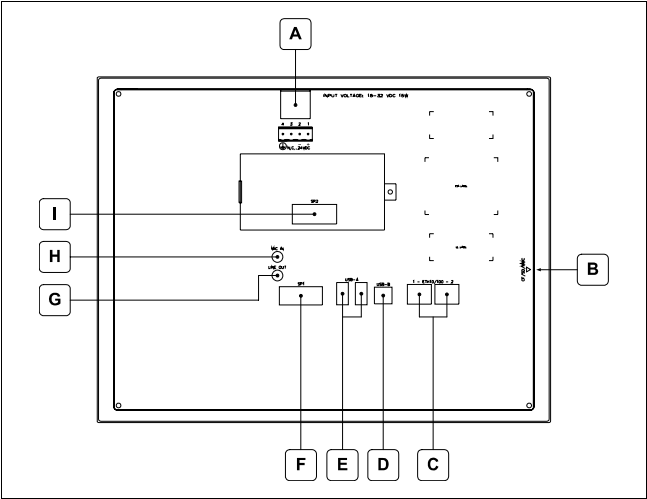 A
INPUT VOLTAGE: 18-32 VDC 15W
4 3 2 1
SP2
I
MIC IN
H
LINE OUT
G
B
SP1
USB-A
USB-B
1 - ETH10/100 - 2
F
E
D
C